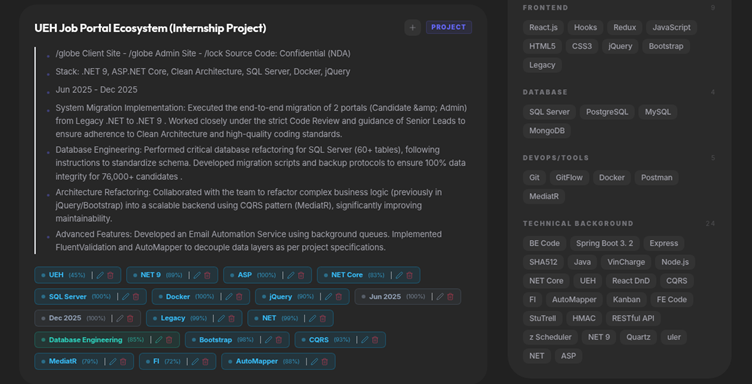 UEH Job Portal Ecosystem (Internship Project)
+ PROJECT
/globe Client Site - /globe Admin Site - /lock Source Code: Confidential (NDA)
Stack: .NET 9, ASP.NET Core, Clean Architecture, SQL Server, Docker, jQuery
Jun 2025 - Dec 2025
System Migration Implementation: Executed the end-to-end migration of 2 portals (Candidate &amp; Admin)
from Legacy .NET to .NET 9 . Worked closely under the strict Code Review and guidance of Senior Leads to
ensure adherence to Clean Architecture and high-quality coding standards.
Database Engineering: Performed critical database refactoring for SQL Server (60+ tables), following
instructions to standardize schema. Developed migration scripts and backup protocols to ensure 100% data
integrity for 76,000+ candidates .
Architecture Refactoring: Collaborated with the team to refactor complex business logic (previously in
jQuery/Bootstrap) into a scalable backend using CQRS pattern (MediatR), significantly improving
maintainability.
Advanced Features: Developed an Email Automation Service using background queues. Implemented
FluentValidation and AutoMapper to decouple data layers as per project specifications.
UEH (45%) | NET 9 (89%) | ASP (100%) | NET Core (83%) |
SQL Server (100%) | Docker (100%) | jQuery (90%) | Jun 2025 (100%) |
Dec 2025 (100%) | Legacy (99%) | NET (99%) |
Database Engineering (85%) | Bootstrap (96%) | CQRS (93%) |
MediatR (79%) | FI (72%) | AutoMapper (88%) |
FRONTEND 9
React.js Hooks Redux JavaScript
HTML5 CSS3 jQuery Bootstrap
Legacy
DATABASE 4
SQL Server PostgreSQL MySQL
MongoDB
DEVOPS/TOOLS 5
Git GitFlow Docker Postman
MediatR
TECHNICAL BACKGROUND 24
BE Code Spring Boot 3. 2 Express
SHA512 Java VinCharge Node.js
NET Core UEH React DnD CQRS
FI AutoMapper Kanban FE Code
StuTrell HMAC RESTful API
z Scheduler NET 9 Quartz uler
NET ASP